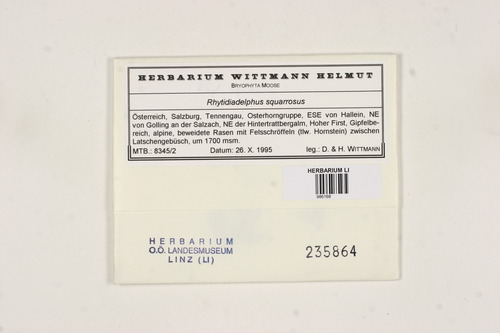 HERBARIUM WITTMANN HELMUT
BRYOPHYTA MOOSE
Rhytidiadelphus squarrosus
Österreich, Salzburg, Tennengau, Osterhorngruppe, ESE von Hallein, NE
von Golling an der Salzach, NE der Hintertrattbergalm, Hoher First, Gipfelbe-
reich, alpine, beweidete Rasen mit Felsschröffeln (tlw. Hornstein) zwischen
Latschengebüsch, um 1700 msm.
MTB.: 8345/2 Datum: 26. X. 1995 leg.: D. & H. WITTMANN
HERBARIUM LI
HERBARIUM
O.Ö. LANDESMUSEUM
LINZ (LI)
235864